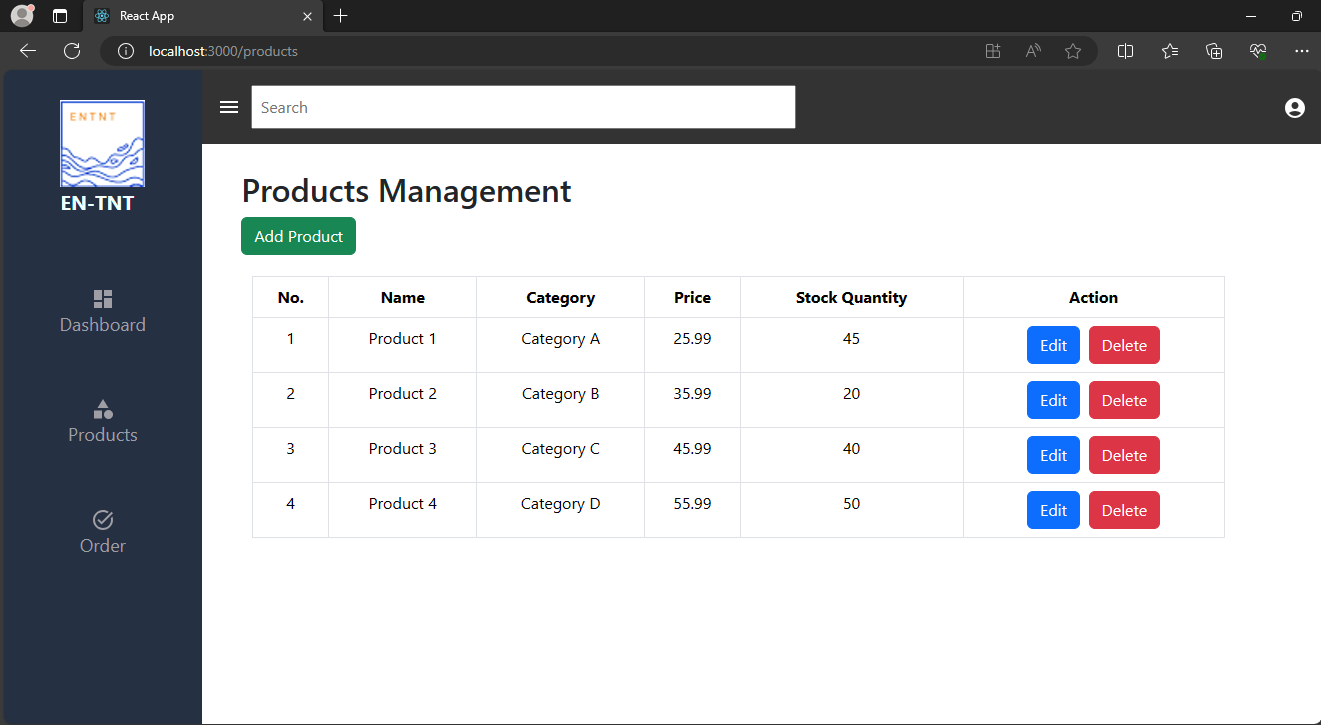 React App
localhost:3000/products
ENTNT
EN-TNT
Dashboard
Products
Order
Search
Products Management
Add Product
No. Name Category Price Stock Quantity Action
1 Product 1 Category A 25.99 45 Edit Delete
2 Product 2 Category B 35.99 20 Edit Delete
3 Product 3 Category C 45.99 40 Edit Delete
4 Product 4 Category D 55.99 50 Edit Delete